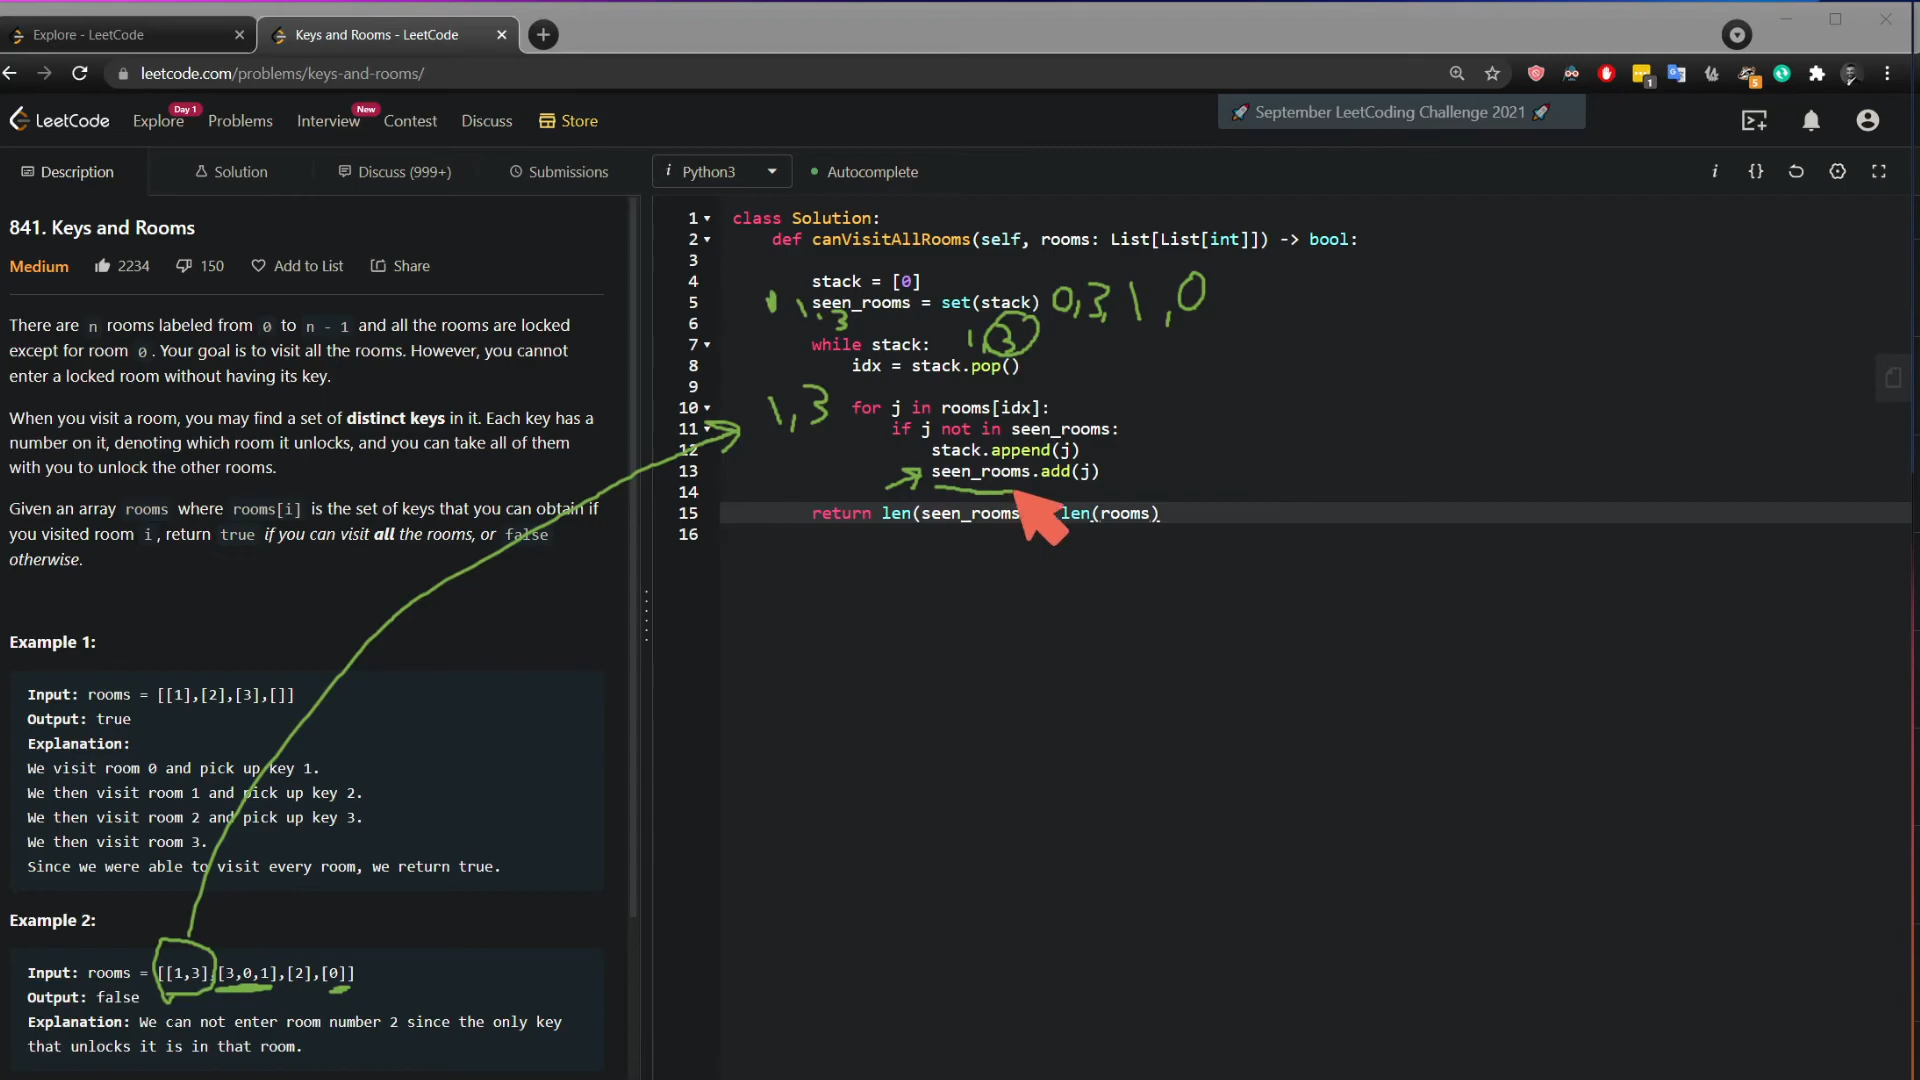 Explore - LeetCode
Keys and Rooms - LeetCode
leetcode.com/problems/keys-and-rooms/
1
5
LeetCode
Explore
Day 1
Problems
Interview
New
Contest
Discuss
Store
🚀 September LeetCoding Challenge 2021 🚀
Description
Solution
Discuss (999+)
Submissions
i Python3
Autocomplete
841. Keys and Rooms
Medium 2234 150 Add to List Share
There are n rooms labeled from 0 to n - 1 and all the rooms are locked
except for room 0. Your goal is to visit all the rooms. However, you cannot
enter a locked room without having its key.
When you visit a room, you may find a set of distinct keys in it. Each key has a
number on it, denoting which room it unlocks, and you can take all of them
with you to unlock the other rooms.
Given an array rooms where rooms[i] is the set of keys that you can obtain if
you visited room i, return true if you can visit all the rooms, or false
otherwise.
Example 1:
Input: rooms = [[1],[2],[3],[]]
Output: true
Explanation:
We visit room 0 and pick up key 1.
We then visit room 1 and pick up key 2.
We then visit room 2 and pick up key 3.
We then visit room 3.
Since we were able to visit every room, we return true.
Example 2:
Input: rooms = [[1,3],[3,0,1],[2],[0]]
Output: false
Explanation: We can not enter room number 2 since the only key
that unlocks it is in that room.
1 class Solution:
2 def canVisitAllRooms(self, rooms: List[List[int]]) -> bool:
3
4 stack = [0]
5 seen_rooms = set(stack) 0,3,1,0
6
7 while stack: 1,3
8 idx = stack.pop()
9
10 for j in rooms[idx]:
11 if j not in seen_rooms:
12 stack.append(j)
13 seen_rooms.add(j)
14
15 return len(seen_rooms len(rooms)
16
1,3